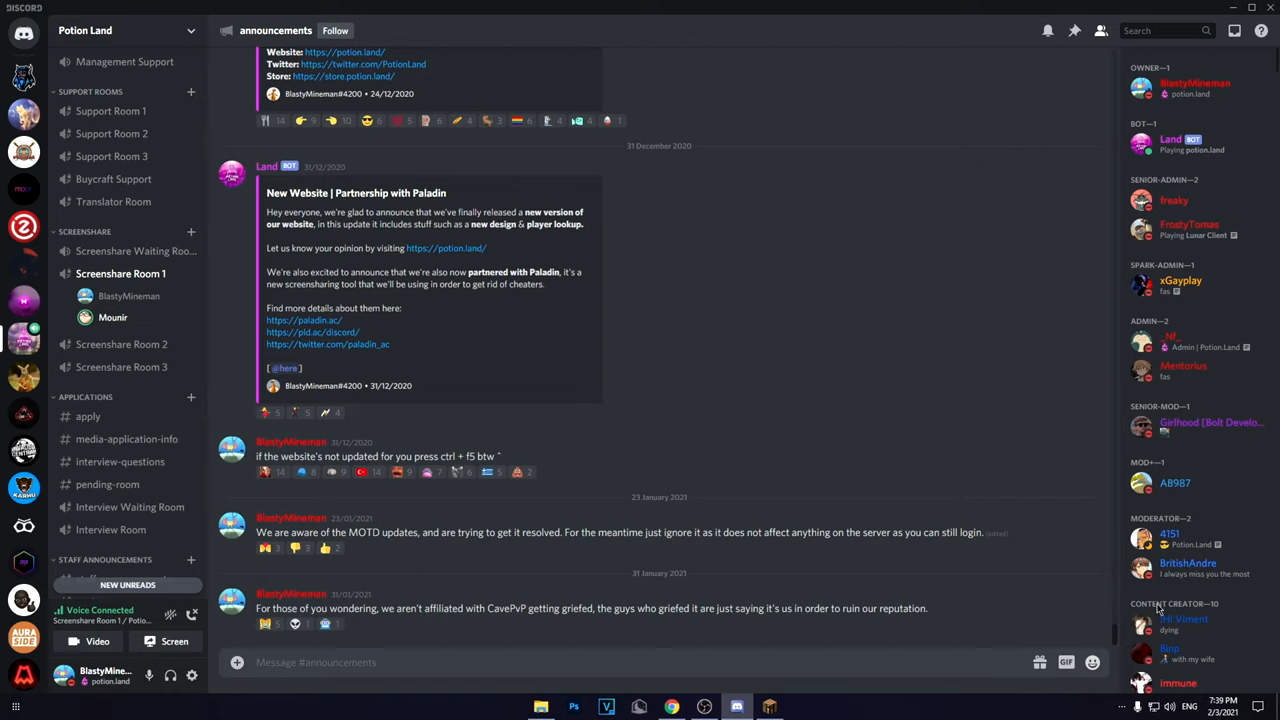 DISCORD
Potion Land
Management Support
SUPPORT ROOMS
Support Room 1
Support Room 2
Support Room 3
Buycraft Support
Translator Room
SCREENSHARE
Screenshare Waiting Roo...
Screenshare Room 1
BlastyMineman
Mounir
Screenshare Room 2
Screenshare Room 3
APPLICATIONS
apply
media-application-info
interview-questions
pending-room
Interview Waiting Room
Interview Room
STAFF ANNOUNCEMENTS
NEW UNREADS
Voice Connected
Screenshare Room 1 / Potio...
Video
Screen
BlastyMine...
potion.land
announcements
Follow
Search
Website: https://potion.land/
Twitter: https://twitter.com/PotionLand
Store: https://store.potion.land/
BlastyMineman#4200 • 24/12/2020
14 9 10 6 5 6 4 3 6 4 4 1
31 December 2020
Land BOT 31/12/2020
New Website | Partnership with Paladin
Hey everyone, we're glad to announce that we've finally released a new version of
our website, in this update it includes stuff such as a new design & player lookup.
Let us know your opinion by visiting https://potion.land/
We're also excited to announce that we're also now partnered with Paladin, it's a
new screensharing tool that we'll be using in order to get rid of cheaters.
Find more details about them here:
https://paladin.ac/
https://pld.ac/discord/
https://twitter.com/paladin_ac
[ @here ]
BlastyMineman#4200 • 31/12/2020
5 5 4
BlastyMineman 31/12/2020
if the website's not updated for you press ctrl + f5 btw ^
14 8 9 14 9 7 6 5 2
23 January 2021
BlastyMineman 23/01/2021
We are aware of the MOTD updates, and are trying to get it resolved. For the meantime just ignore it as it does not affect anything on the server as you can still login. (edited)
3 3 2
31 January 2021
BlastyMineman 31/01/2021
For those of you wondering, we aren't affiliated with CavePvP getting griefed, the guys who griefed it are just saying it's us in order to ruin our reputation.
5 1 1
Message #announcements
GIF
OWNER—1
BlastyMineman
potion.land
BOT—1
Land BOT
Playing potion.land
SENIOR-ADMIN—2
freaky
FrostyTomas
Playing Lunar Client
SPARK-ADMIN—1
xGayplay
fas
ADMIN—2
_Nf_
Admin | Potion.Land
Mentorius
fas
SENIOR-MOD—1
Girlhood [Bolt Develo...
MOD+—1
AB987
MODERATOR—2
4151
Potion.Land
BritishAndre
I always miss you the most
CONTENT CREATOR—10
iHl Viment
dying
Binp
with my wife
immune
ENG
7:39 PM
2/3/2021